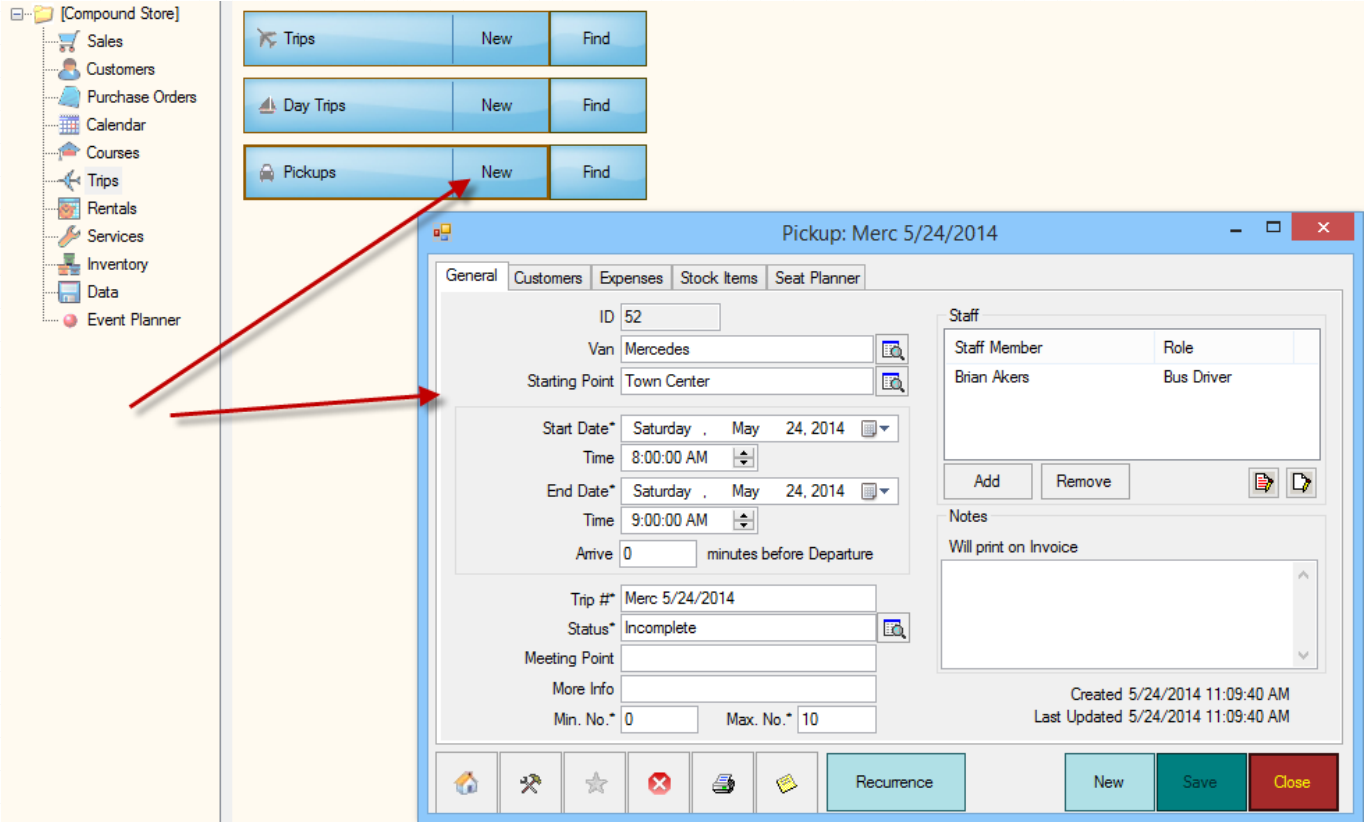 [Compound Store]
Sales
Customers
Purchase Orders
Calendar
Courses
Trips
Rentals
Services
Inventory
Data
Event Planner
Trips New Find
Day Trips New Find
Pickups New Find
Pickup: Merc 5/24/2014
General Customers Expenses Stock Items Seat Planner
ID 52
Van Mercedes
Starting Point Town Center
Start Date* Saturday , May 24, 2014
Time 8:00:00 AM
End Date* Saturday , May 24, 2014
Time 9:00:00 AM
Arrive 0 minutes before Departure
Trip #* Merc 5/24/2014
Status* Incomplete
Meeting Point
More Info
Min. No.* 0 Max. No.* 10
Staff
Staff Member Role
Brian Akers Bus Driver
Add Remove
Notes
Will print on Invoice
Created 5/24/2014 11:09:40 AM
Last Updated 5/24/2014 11:09:40 AM
Recurrence New Save Close